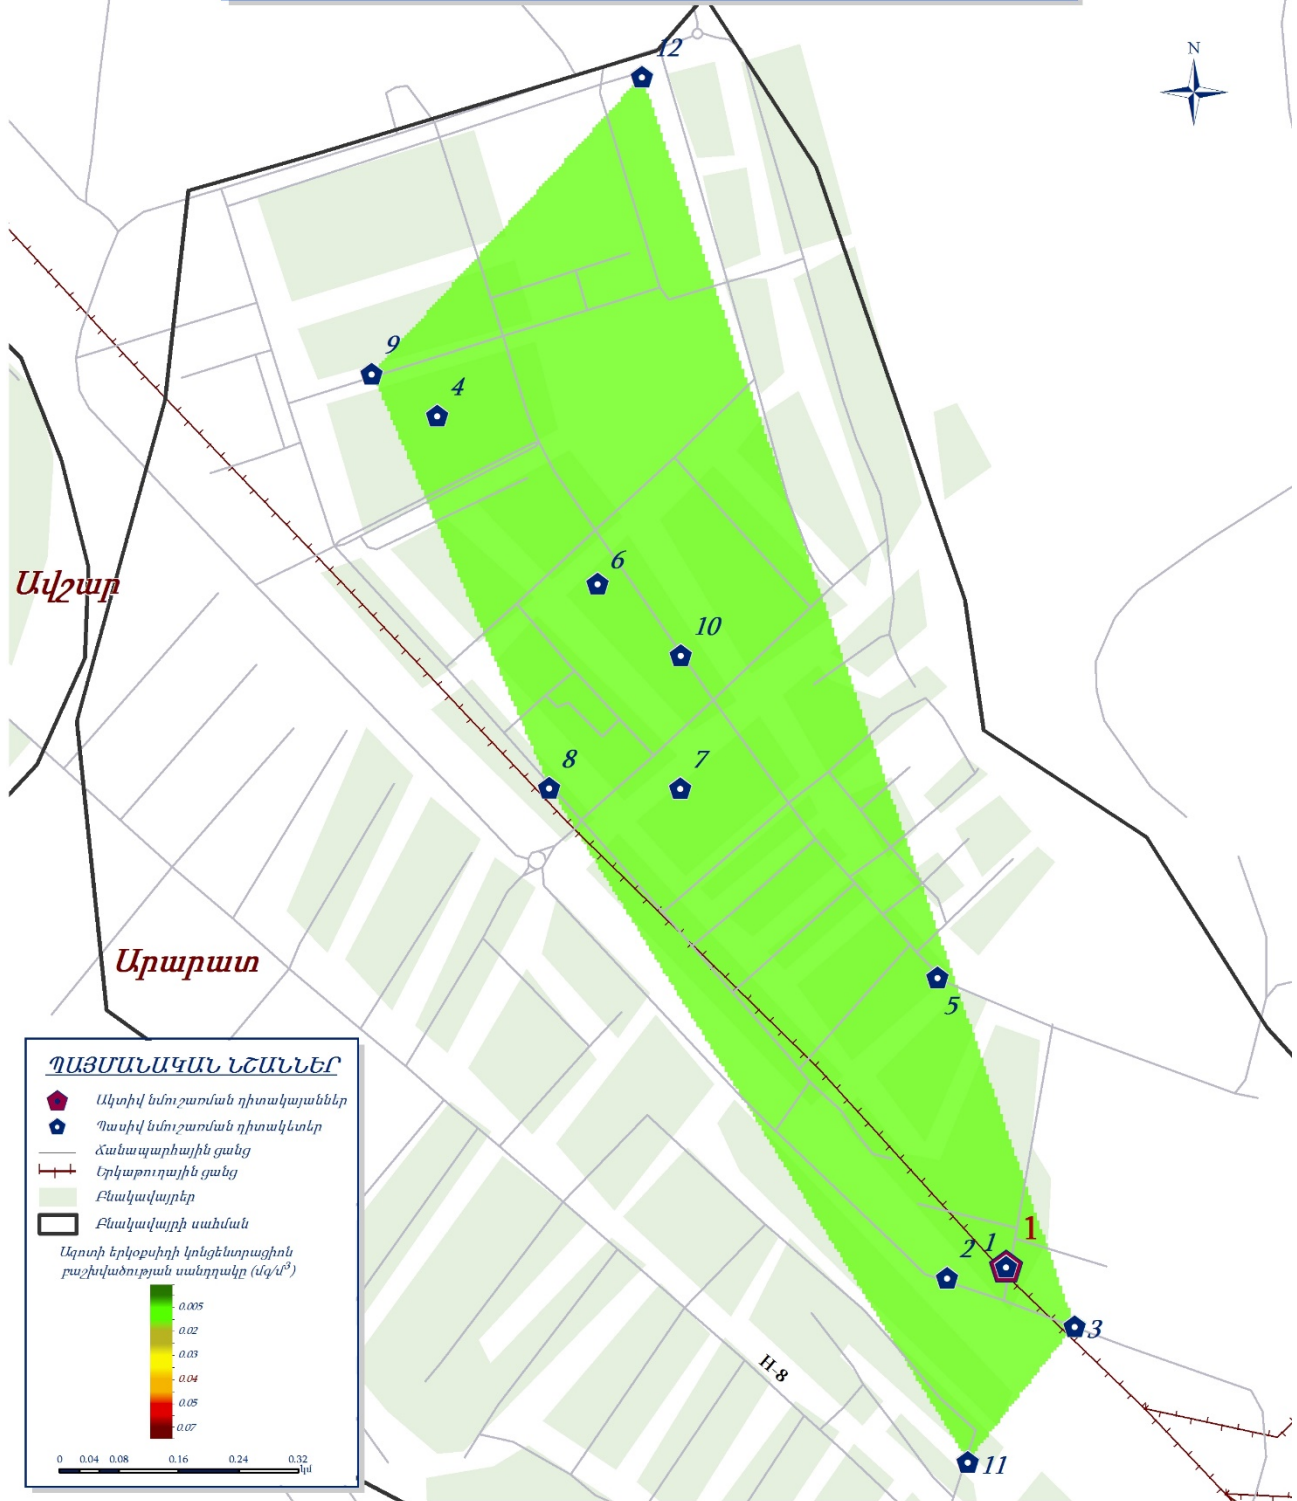 12
N
9
4
6
Ավշար
10
8
7
Արարատ
5
ՊԱՅՄԱՆԱԿԱՆ ՆՇԱՆՆԵՐ
Ակտիվ նմուշառման դիտակայաններ
Պասիվ նմուշառման դիտակետեր
Ճանապարհային ցանց
Երկաթուղային ցանց
Բնակավայրեր
Բնակավայրի սահման
Ազոտի երկօքսիդի կոնցենտրացիոն
բաշխվածության սանդղակը (մգ/մ³)
0.005
0.02
0.03
0.04
0.05
0.07
0 0.04 0.08 0.16 0.24 0.32
կմ
1
2 1
3
H-8
11